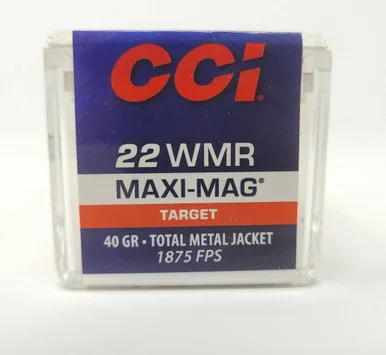 CCI
22 WMR
MAXI-MAG®
TARGET
40 GR • TOTAL METAL JACKET
1875 FPS